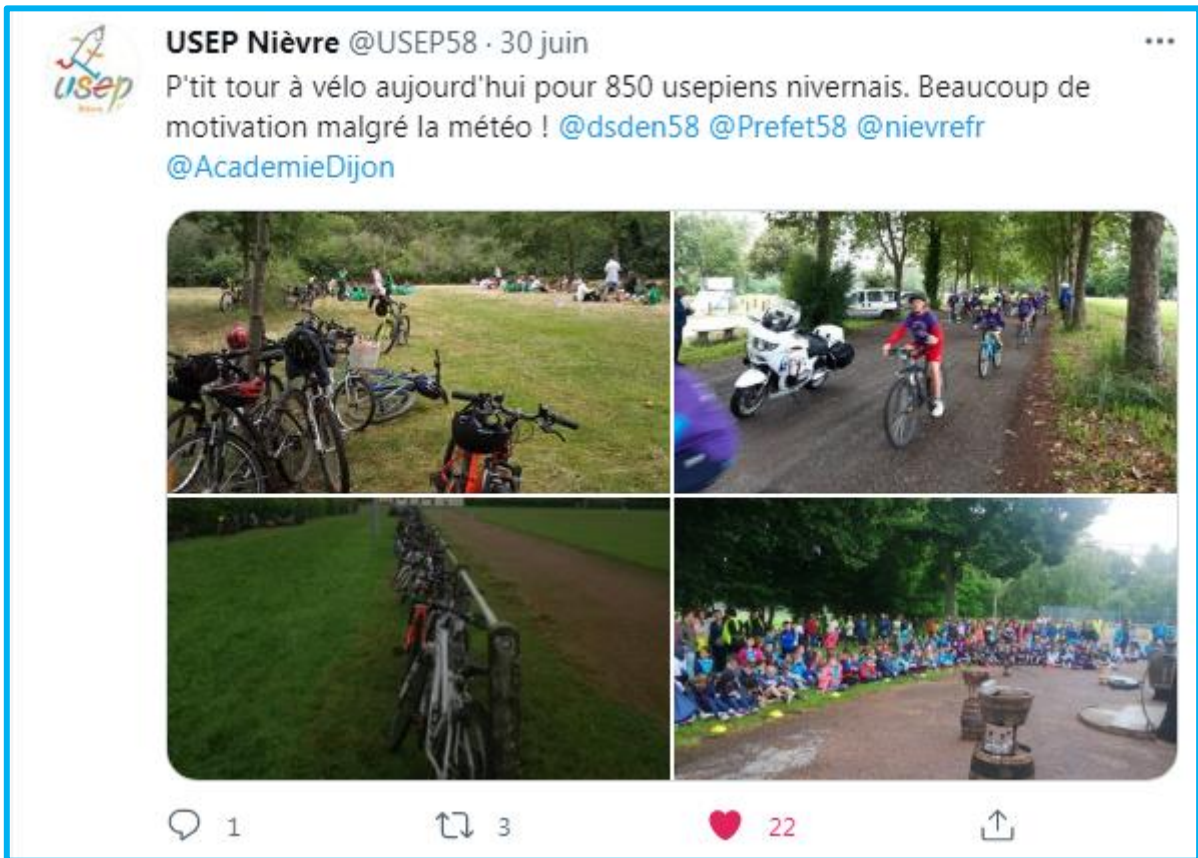 usep
USEP Nièvre @USEP58 · 30 juin
P'tit tour à vélo aujourd'hui pour 850 usepiens nivernais. Beaucoup de
motivation malgré la météo ! @dsden58 @Prefet58 @nievrefr
@AcademieDijon
1 3 22